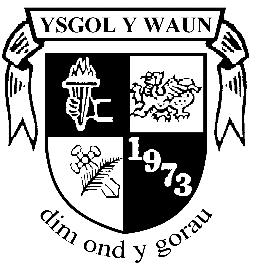 YSGOL Y WAUN
1973
dim ond y gorau